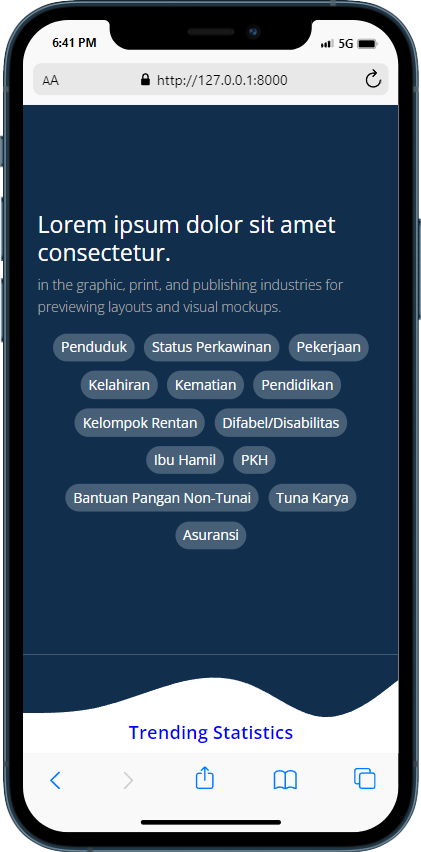 6:41 PM 5G
AA http://127.0.0.1:8000
Lorem ipsum dolor sit amet
consectetur.
in the graphic, print, and publishing industries for
previewing layouts and visual mockups.
Penduduk Status Perkawinan Pekerjaan
Kelahiran Kematian Pendidikan
Kelompok Rentan Difabel/Disabilitas
Ibu Hamil PKH
Bantuan Pangan Non-Tunai Tuna Karya
Asuransi
Trending Statistics